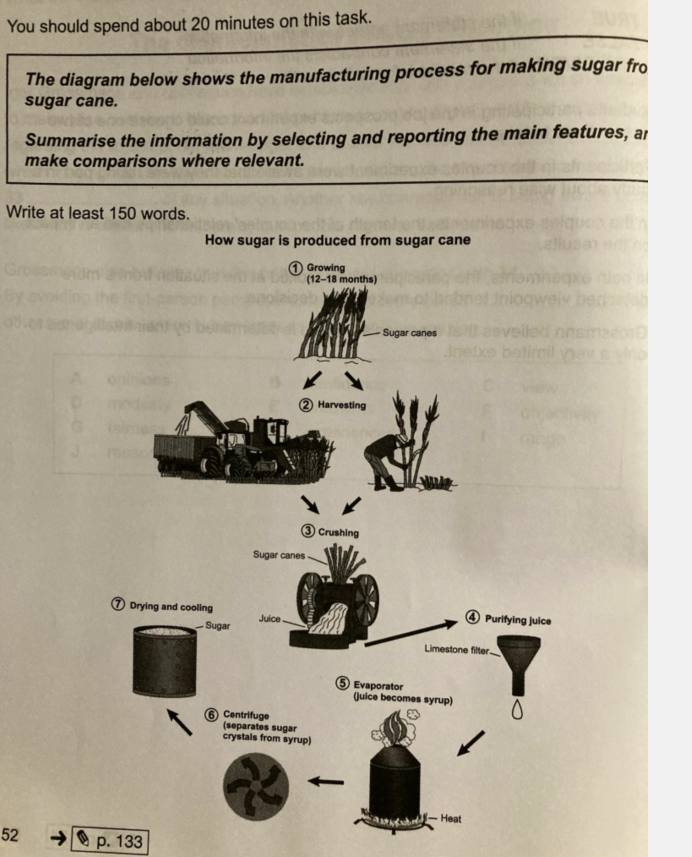 You should spend about 20 minutes on this task.
The diagram below shows the manufacturing process for making sugar fro
sugar cane.
Summarise the information by selecting and reporting the main features, an
make comparisons where relevant.
Write at least 150 words.
How sugar is produced from sugar cane
① Growing
(12–18 months)
Sugar canes
② Harvesting
③ Crushing
Sugar canes
Juice
④ Purifying juice
Limestone filter
⑤ Evaporator
(juice becomes syrup)
Heat
⑥ Centrifuge
(separates sugar
crystals from syrup)
⑦ Drying and cooling
Sugar
52
p. 133